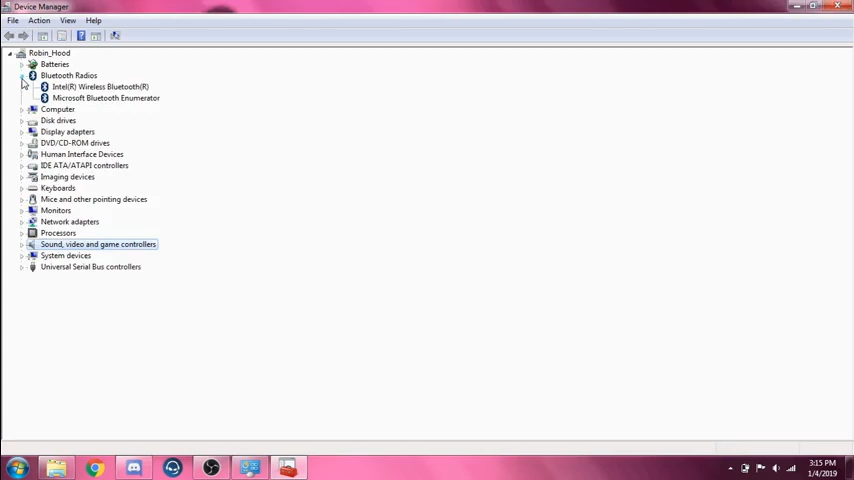 Device Manager
File Action View Help
Robin_Hood
Batteries
Bluetooth Radios
Intel(R) Wireless Bluetooth(R)
Microsoft Bluetooth Enumerator
Computer
Disk drives
Display adapters
DVD/CD-ROM drives
Human Interface Devices
IDE ATA/ATAPI controllers
Imaging devices
Keyboards
Mice and other pointing devices
Monitors
Network adapters
Processors
Sound, video and game controllers
System devices
Universal Serial Bus controllers
3:15 PM
1/4/2019